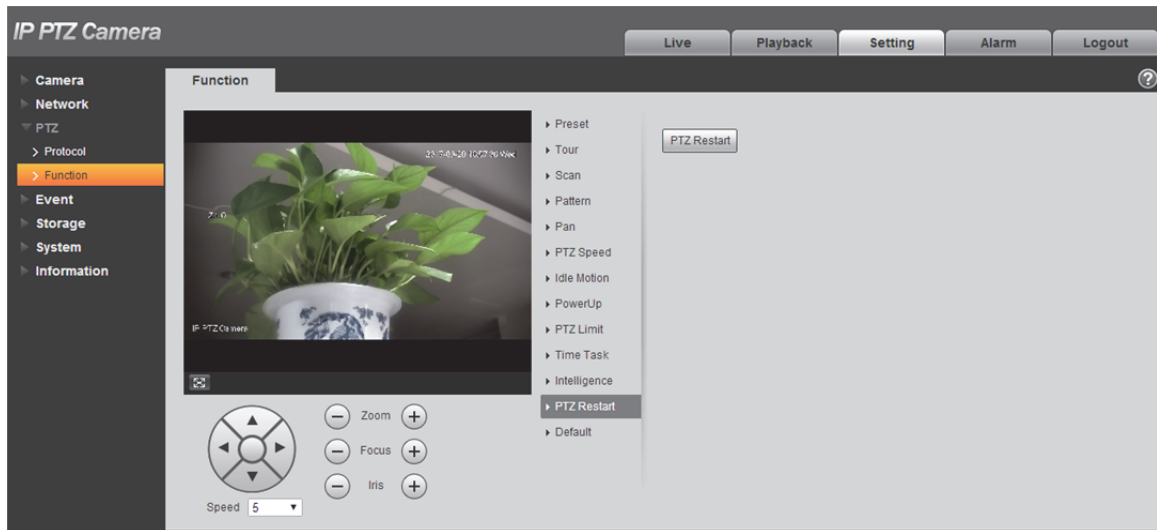 IP PTZ Camera
Live
Playback
Setting
Alarm
Logout
Camera
Network
PTZ
Protocol
Function
Event
Storage
System
Information
Function
?
IP PTZ Camera
Zoom
Focus
Iris
Speed 5
Preset
Tour
Scan
Pattern
Pan
PTZ Speed
Idle Motion
PowerUp
PTZ Limit
Time Task
Intelligence
PTZ Restart
Default
PTZ Restart